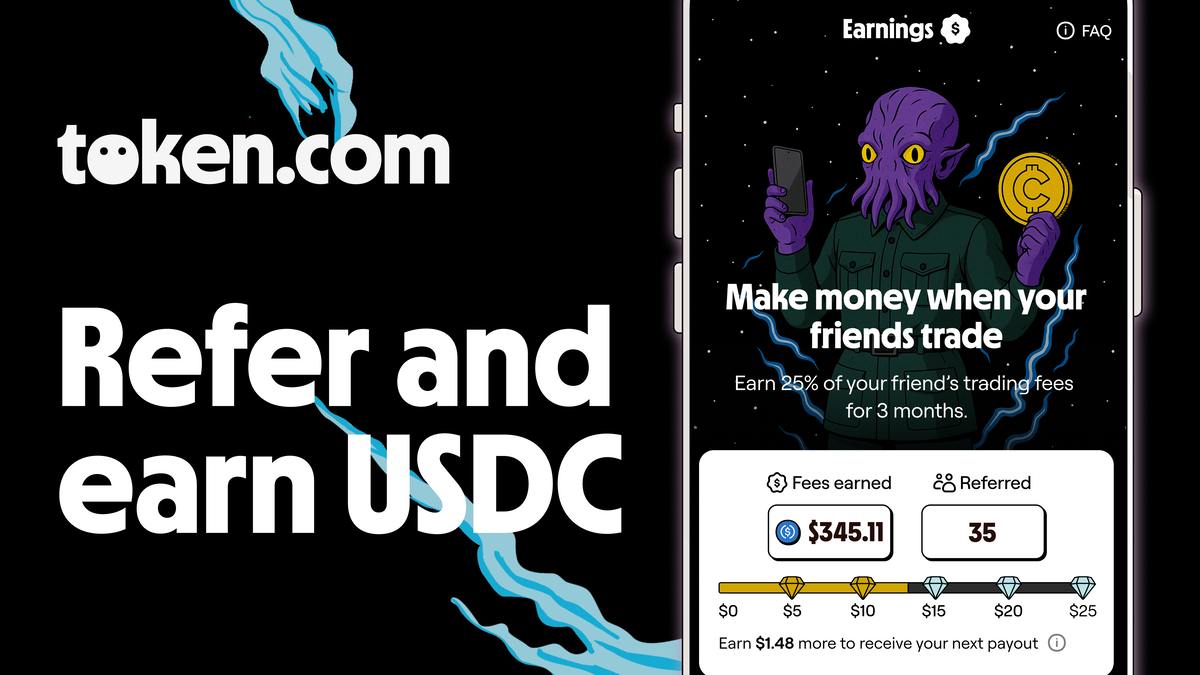 token.com
Refer and
earn USDC
Earnings $
FAQ
Make money when your
friends trade
Earn 25% of your friend's trading fees
for 3 months.
Fees earned
Referred
$345.11
35
$0 $5 $10 $15 $20 $25
Earn $1.48 more to receive your next payout